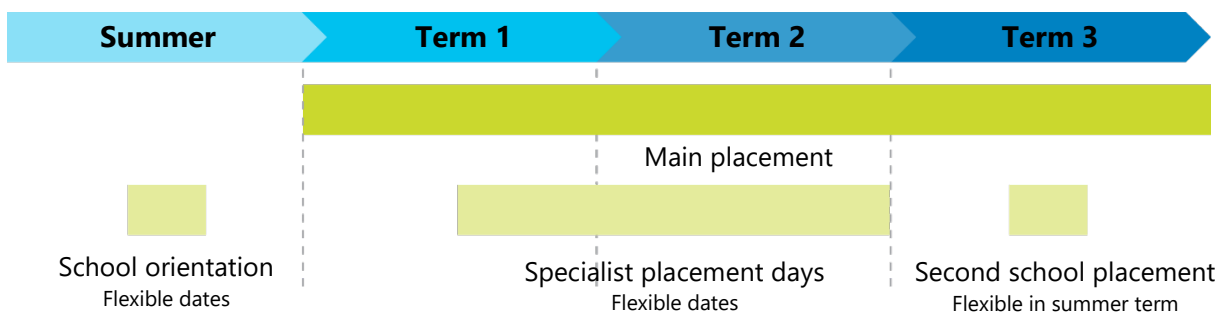 Summer
Term 1
Term 2
Term 3
Main placement
School orientation
Flexible dates
Specialist placement days
Flexible dates
Second school placement
Flexible in summer term